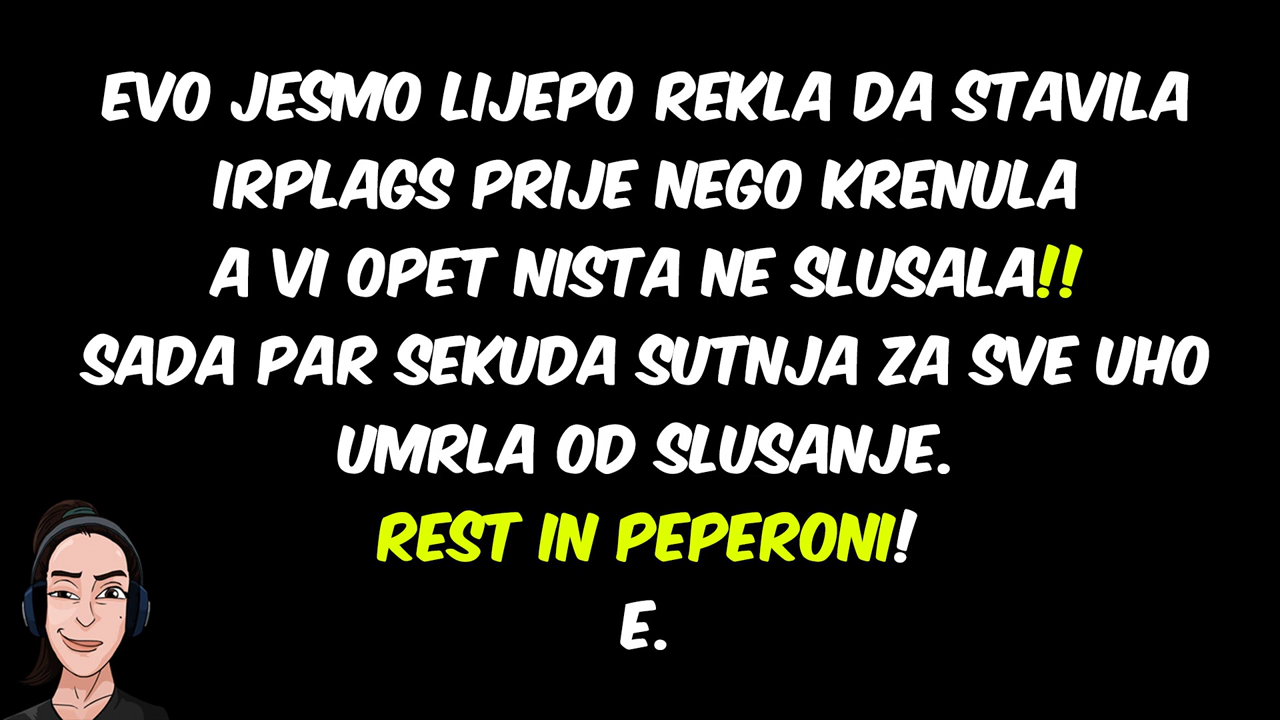 EVO JESMO LIJEPO REKLA DA STAVILA
IRPLAGS PRIJE NEGO KRENULA
A VI OPET NISTA NE SLUSALA!!
SADA PAR SEKUDA SUTNJA ZA SVE UHO
UMRLA OD SLUSANJE.
REST IN PEPERONI!
E.